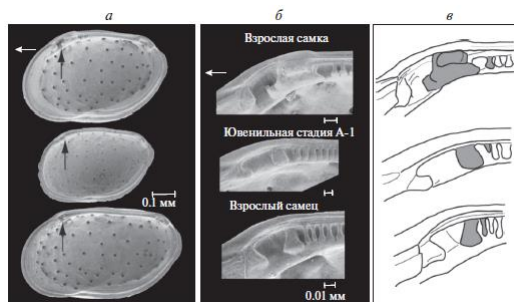 а б в
Взрослая самка
Ювенильная стадия А-1
0.1 мм
Взрослый самец
0.01 мм